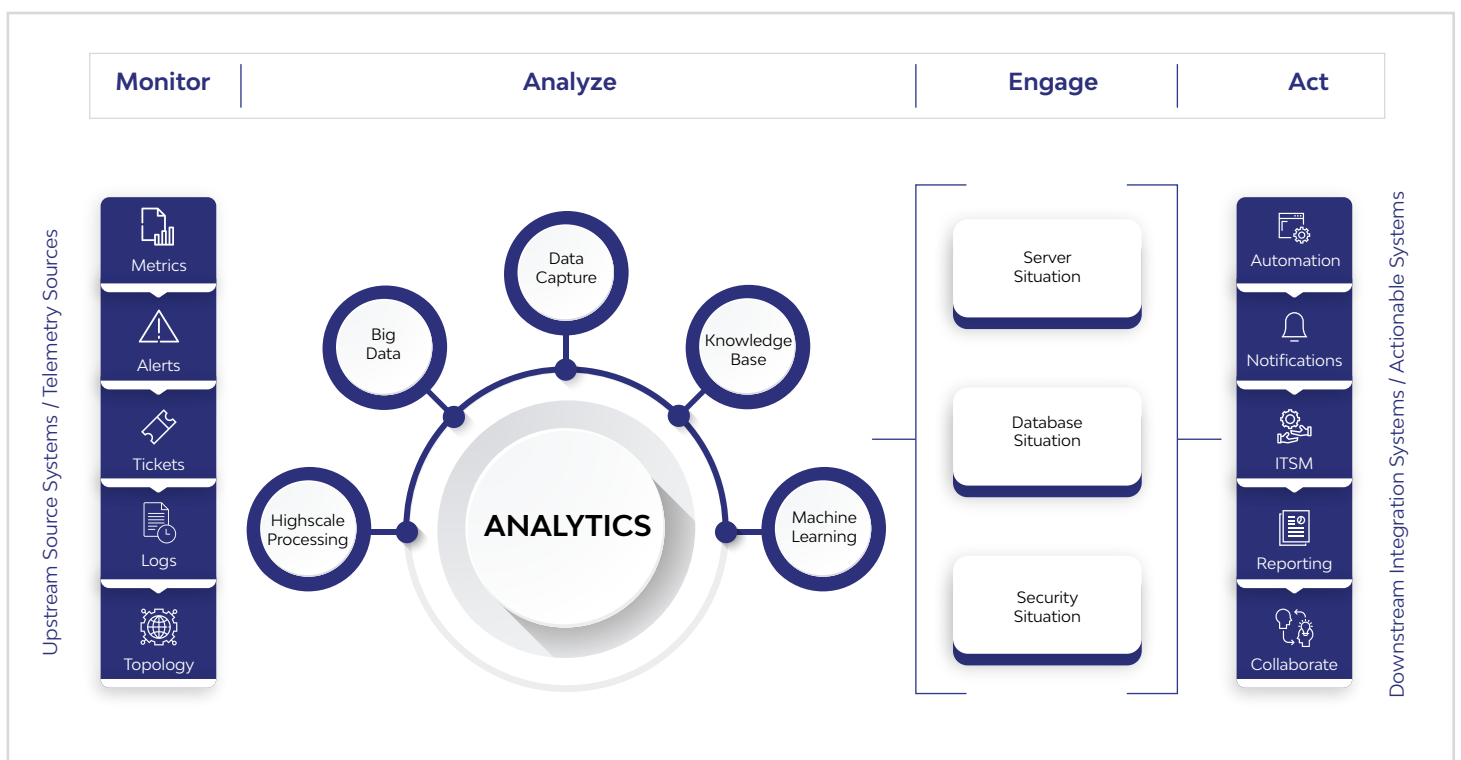 Monitor
Analyze
Engage
Act
Upstream Source Systems / Telemetry Sources
Metrics
Alerts
Tickets
Logs
Topology
Highscale
Processing
Big
Data
Data
Capture
Knowledge
Base
Machine
Learning
ANALYTICS
Server
Situation
Database
Situation
Security
Situation
Automation
Notifications
ITSM
Reporting
Collaborate
Downstream Integration Systems / Actionable Systems